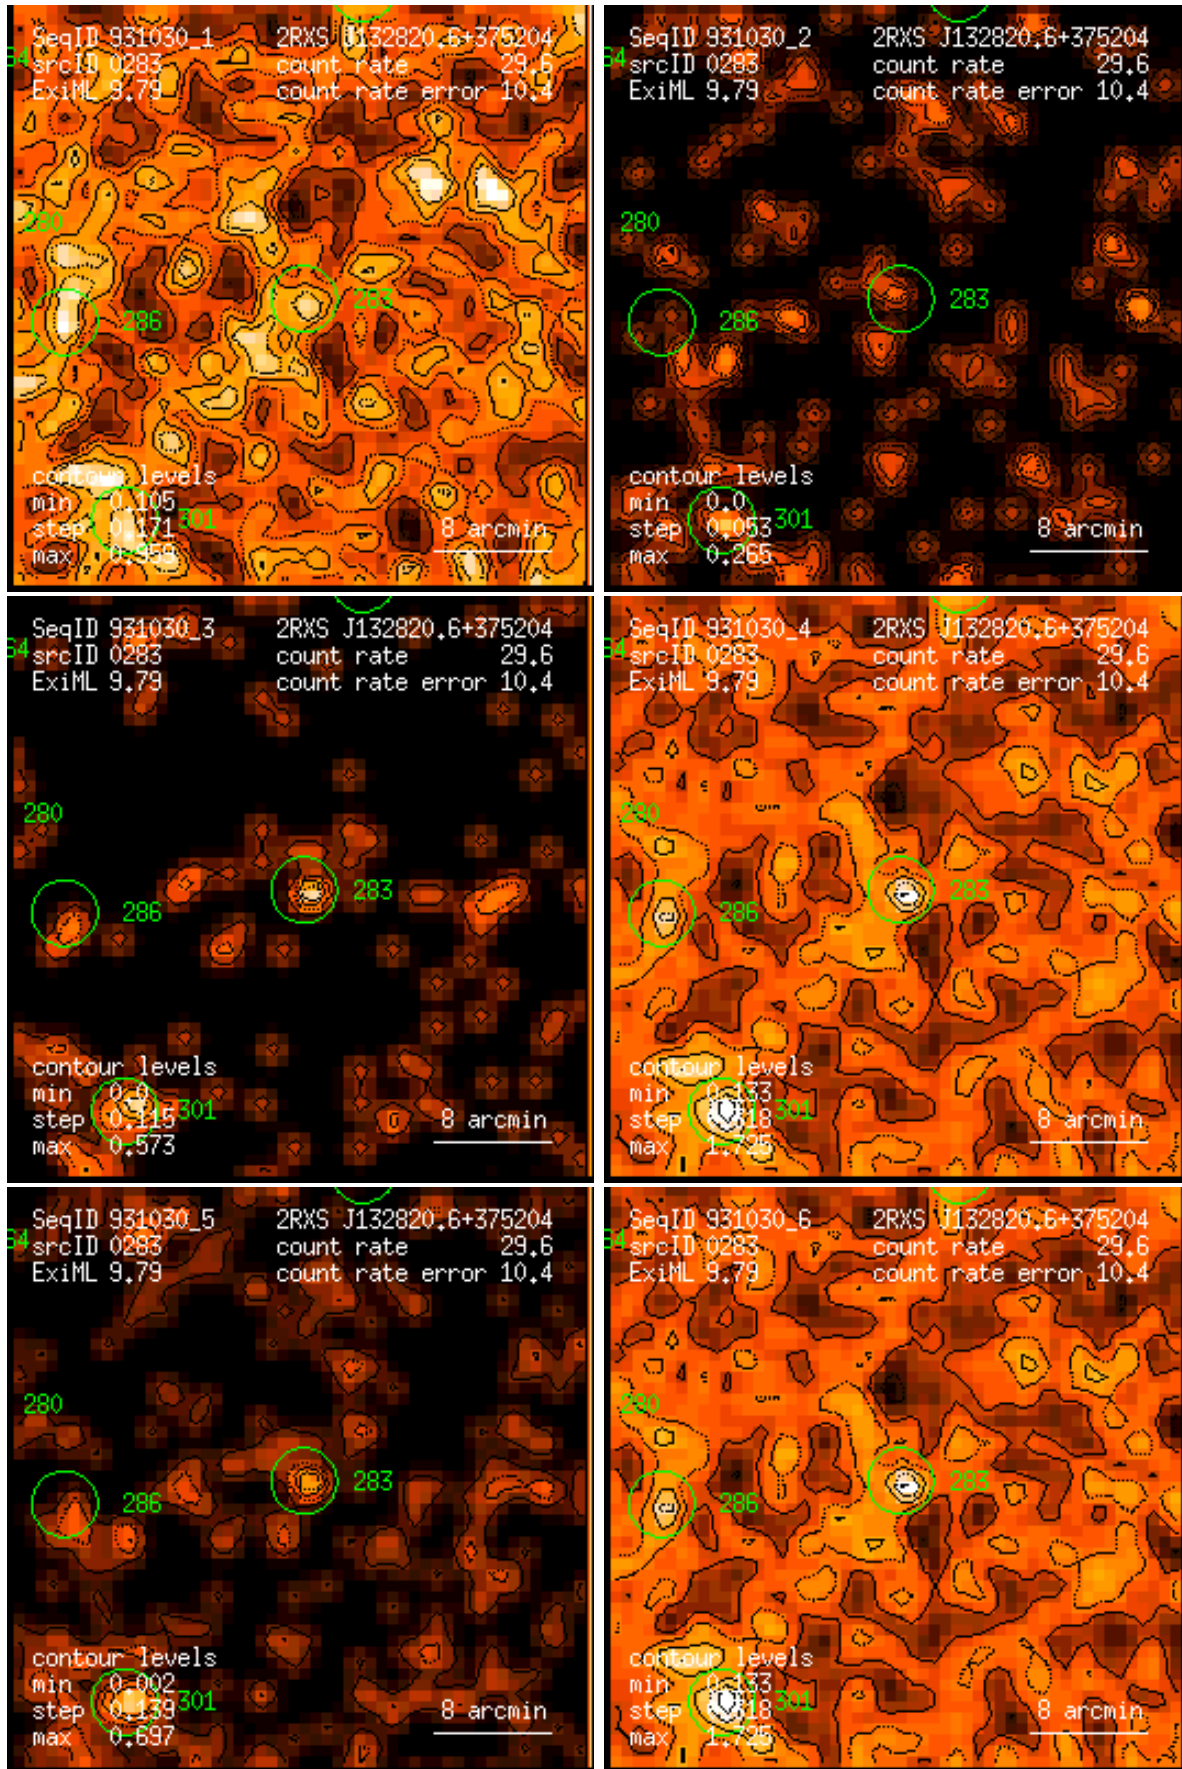 SeqID 931030_1 2RXS J132820.6+375204
64 srcID 0283 count rate 29.6
ExiML 9.79 count rate error 10.4
280
283
286
contour levels
min 0.105
step 0.171 301 8 arcmin
max 0.959
SeqID 931030_2 2RXS J132820.6+375204
64 srcID 0283 count rate 29.6
ExiML 9.79 count rate error 10.4
280
283
286
contour levels
min 0.0
step 0.053 301 8 arcmin
max 0.265
SeqID 931030_3 2RXS J132820.6+375204
64 srcID 0283 count rate 29.6
ExiML 9.79 count rate error 10.4
280
283
286
contour levels
min 0.0
step 0.115 301 8 arcmin
max 0.573
SeqID 931030_4 2RXS J132820.6+375204
64 srcID 0283 count rate 29.6
ExiML 9.79 count rate error 10.4
280
283
286
contour levels
min 0.133
step 301 8 arcmin
max 1.725
SeqID 931030_5 2RXS J132820.6+375204
64 srcID 0283 count rate 29.6
ExiML 9.79 count rate error 10.4
280
283
286
contour levels
min 0.002
step 0.139 301 8 arcmin
max 0.697
SeqID 931030_6 2RXS J132820.6+375204
64 srcID 0283 count rate 29.6
ExiML 9.79 count rate error 10.4
280
283
286
contour levels
min 0.133
step 301 8 arcmin
max 1.725